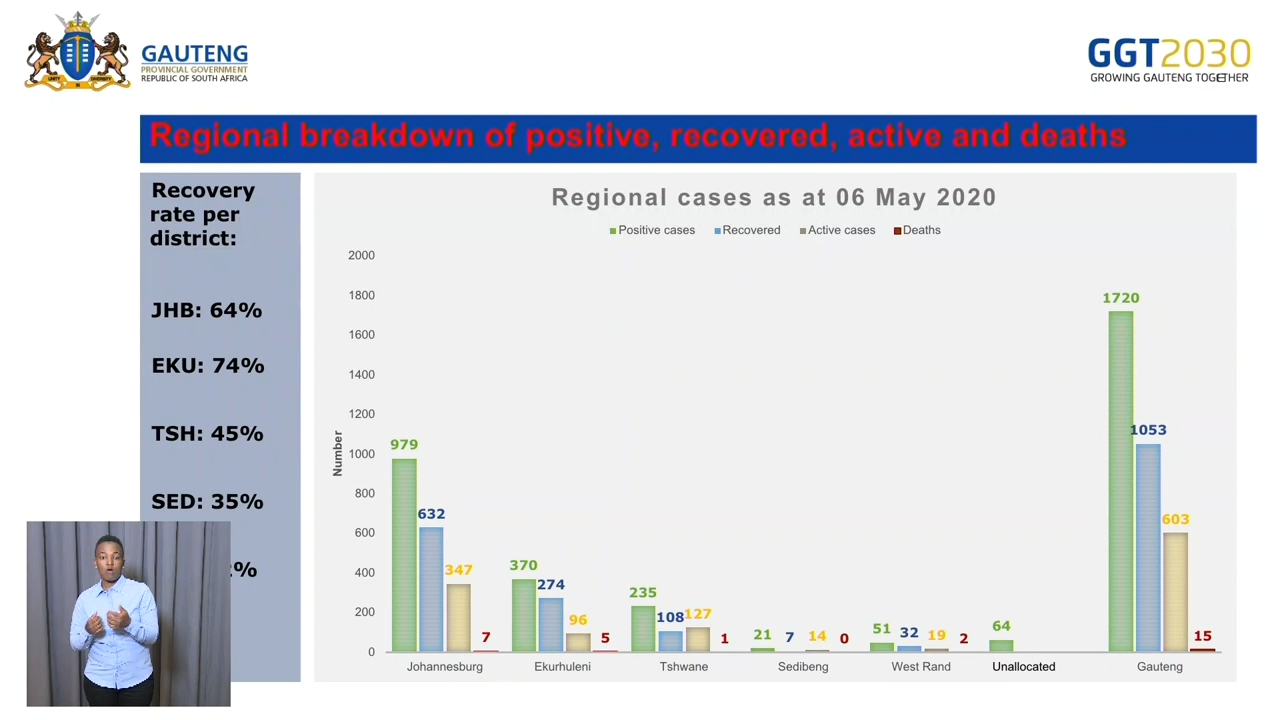 GAUTENG
PROVINCIAL GOVERNMENT
REPUBLIC OF SOUTH AFRICA
UNITY IN DIVERSITY
GGT2030
GROWING GAUTENG TOGETHER
Regional breakdown of positive, recovered, active and deaths
Recovery
rate per
district:
JHB: 64%
EKU: 74%
TSH: 45%
SED: 35%
2%
Regional cases as at 06 May 2020
Positive cases Recovered Active cases Deaths
Number
2000
1800
1600
1400
1200
1000
800
600
400
200
0
979 632 347 7
370 274 96 5
235 108 127 1
21 7 14 0
51 32 19 2
64
1720 1053 603 15
Johannesburg Ekurhuleni Tshwane Sedibeng West Rand Unallocated Gauteng